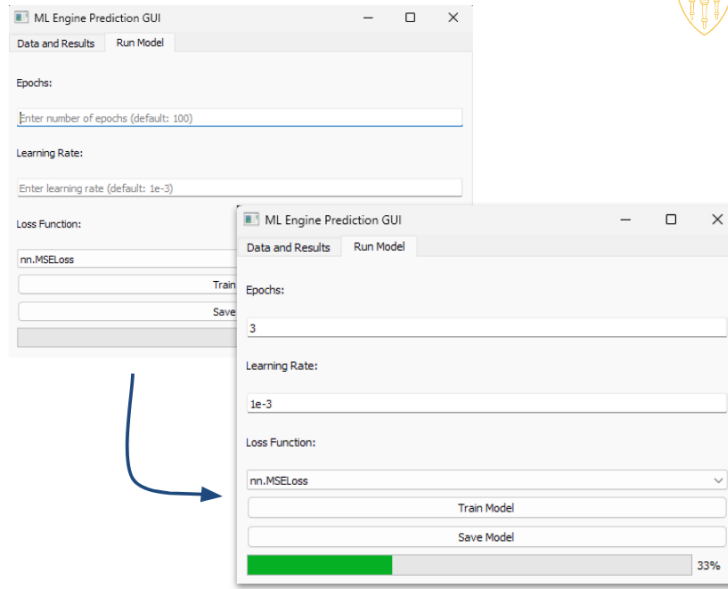 ML Engine Prediction GUI
Data and Results Run Model
Epochs:
Enter number of epochs (default: 100)
Learning Rate:
Enter learning rate (default: 1e-3)
Loss Function:
nn.MSELoss
Train
Save
ML Engine Prediction GUI
Data and Results Run Model
Epochs:
3
Learning Rate:
1e-3
Loss Function:
nn.MSELoss
Train Model
Save Model
33%